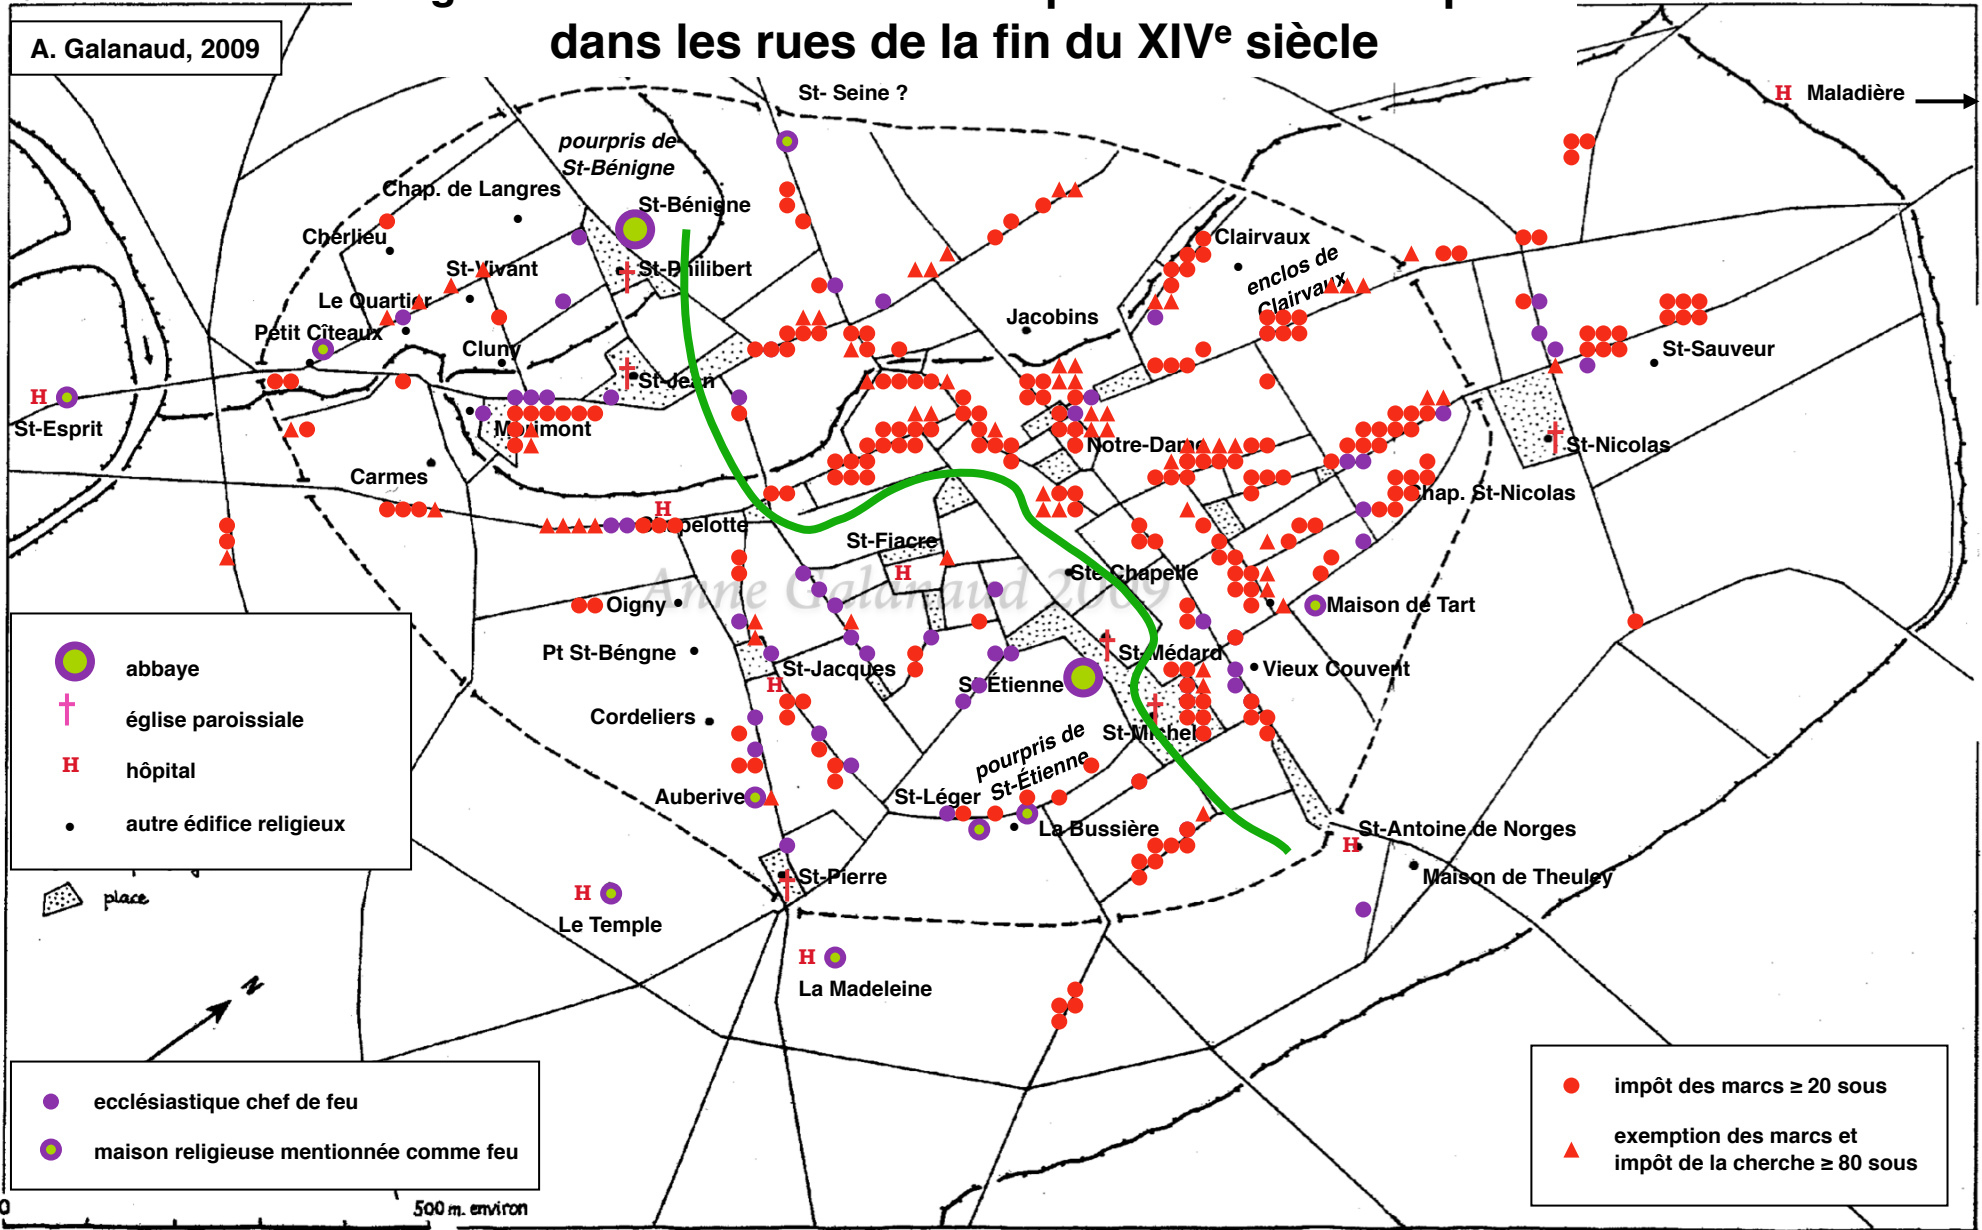 dans les rues de la fin du XIVe siècle
A. Galanaud, 2009
St- Seine ?
H Maladière
pourpris de
St-Bénigne
Chap. de Langres
St-Bénigne
Cherlieu
Clairvaux
enclos de
Clairvaux
St-Vivant
St-Philibert
Le Quartier
Jacobins
Petit Cîteaux
Cluny
St-Sauveur
St-Jean
H
St-Esprit
Morimont
Notre-Dame
St-Nicolas
Carmes
Chap. St-Nicolas
H
St-Fiacre
H
Ste Chapelle
Anne Galanaud 2009
Oigny
Maison de Tart
Pt St-Béngne
St-Jacques
H
St-Médard
Vieux Couvent
St-Étienne
Cordeliers
St-Michel
pourpris de
St-Étienne
Auberive
St-Léger
La Bussière
St-Antoine de Norges
H
St-Pierre
Maison de Theuley
H
Le Temple
H
La Madeleine
abbaye
église paroissiale
H hôpital
autre édifice religieux
place
N
ecclésiastique chef de feu
maison religieuse mentionnée comme feu
impôt des marcs ≥ 20 sous
exemption des marcs et
impôt de la cherche ≥ 80 sous
0
500 m. environ